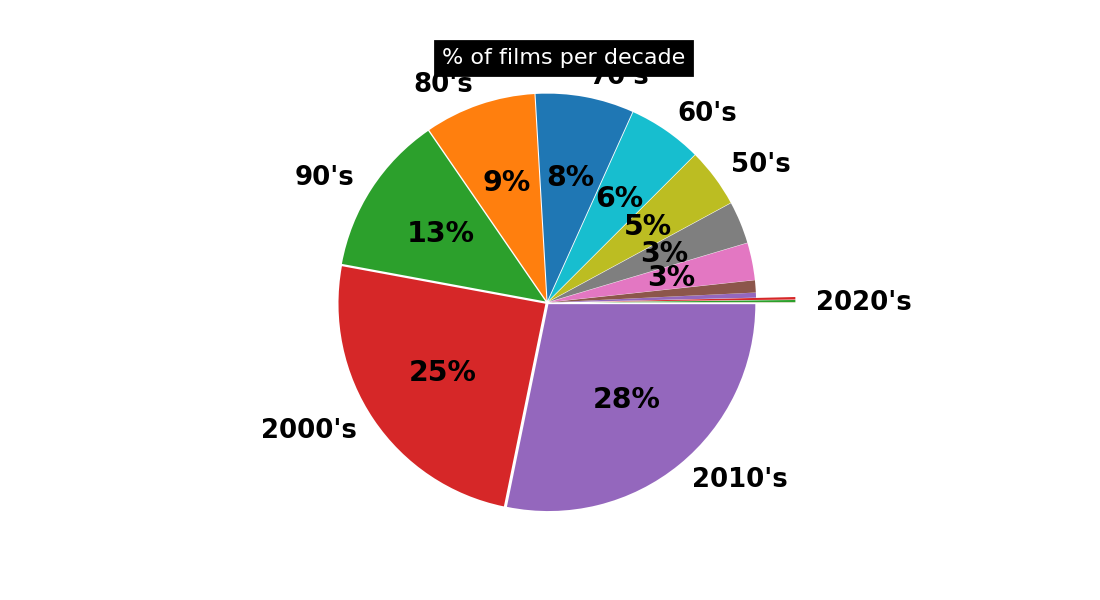 % of films per decade
80's
70's
60's
50's
90's
9%
8%
6%
5%
13%
3%
3%
2020's
25%
28%
2000's
2010's